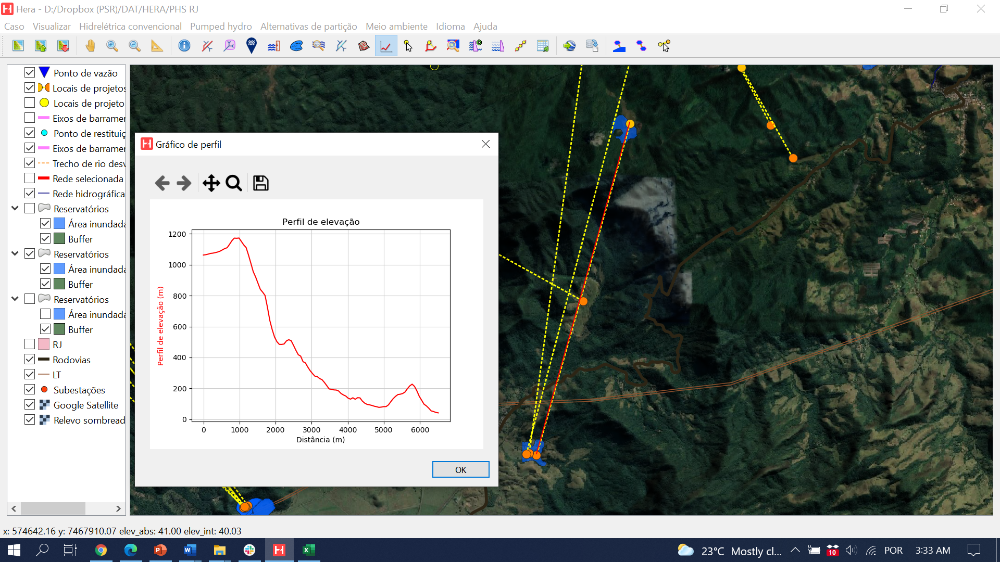 Hera - D:/Dropbox (PSR)/DAT/HERA/PHS RJ
Caso Visualizar Hidrelétrica convencional Pumped hydro Alternativas de partição Meio ambiente Idioma Ajuda
Ponto de vazão
Locais de projetos
Locais de projeto
Eixos de barramer
Ponto de restituiç
Eixos de barramer
Trecho de rio desv
Rede selecionada
Rede hidrográfica
Reservatórios
Área inundada
Buffer
Reservatórios
Área inundada
Buffer
Reservatórios
Área inundada
Buffer
RJ
Rodovias
LT
Subestações
Google Satellite
Relevo sombread
Gráfico de perfil
Perfil de elevação
Perfil de elevação (m)
1200
1000
800
600
400
200
0
0 1000 2000 3000 4000 5000 6000
Distância (m)
OK
x: 574642.16 y: 7467910.07 elev_abs: 41.00 elev_int: 40.03
23°C Mostly cl... 10 POR 3:33 AM